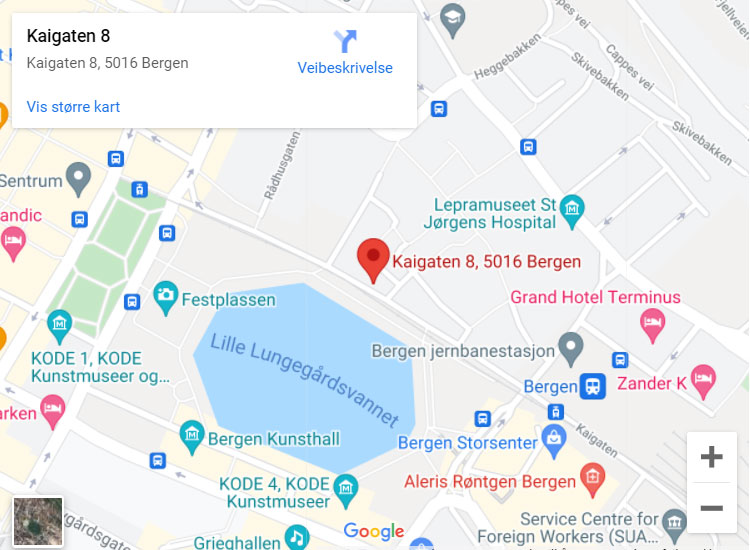 Kaigaten 8
Kaigaten 8, 5016 Bergen
Veibeskrivelse
Vis større kart
Heggebakken
Cappes vei
Skivebakken
Skivebakken
Fjellveien
Rådhusgaten
Sentrum
andic
Lepramuseet St
Jørgens Hospital
Kaigaten 8, 5016 Bergen
Festplassen
Grand Hotel Terminus
Lille Lungegårdsvannet
KODE 1, KODE
Kunstmuseer og...
Bergen jernbanestasjon
Bergen
Zander K
arken
Bergen Kunsthall
Bergen Storsenter
Kaigaten
KODE 4, KODE
Kunstmuseer
Aleris Røntgen Bergen
Service Centre for
Foreign Workers (SUA...
Grieghallen
Google